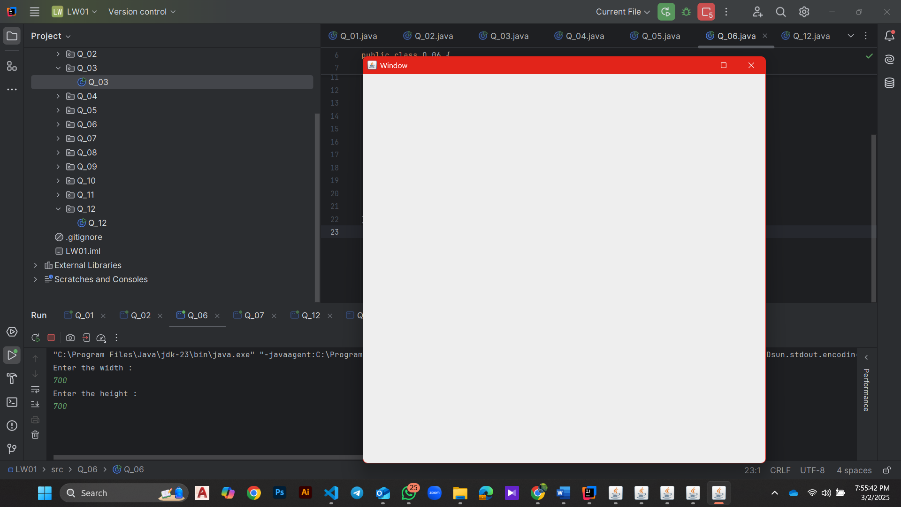 LW LW01 Version control Current File 5
Project
Q_01.java Q_02.java Q_03.java Q_04.java Q_05.java Q_06.java Q_12.java
Q_02
Q_03
Q_03
Q_04
Q_05
Q_06
Q_07
Q_08
Q_09
Q_10
Q_11
Q_12
Q_12
.gitignore
LW01.iml
External Libraries
Scratches and Consoles
6 public class Q_06 {
7
11
12
13
14
15
16
17
18
19
20
21
22
23
Window
Run Q_01 Q_02 Q_06 Q_07 Q_12
"C:\Program Files\Java\jdk-23\bin\java.exe" "-javaagent:C:\Program
Dsun.stdout.encoding
Enter the width :
700
Enter the height :
700
Performance
LW01 > src > Q_06 > Q_06 23:1 CRLF UTF-8 4 spaces
Search 25 zoom
7:55:42 PM
3/2/2025